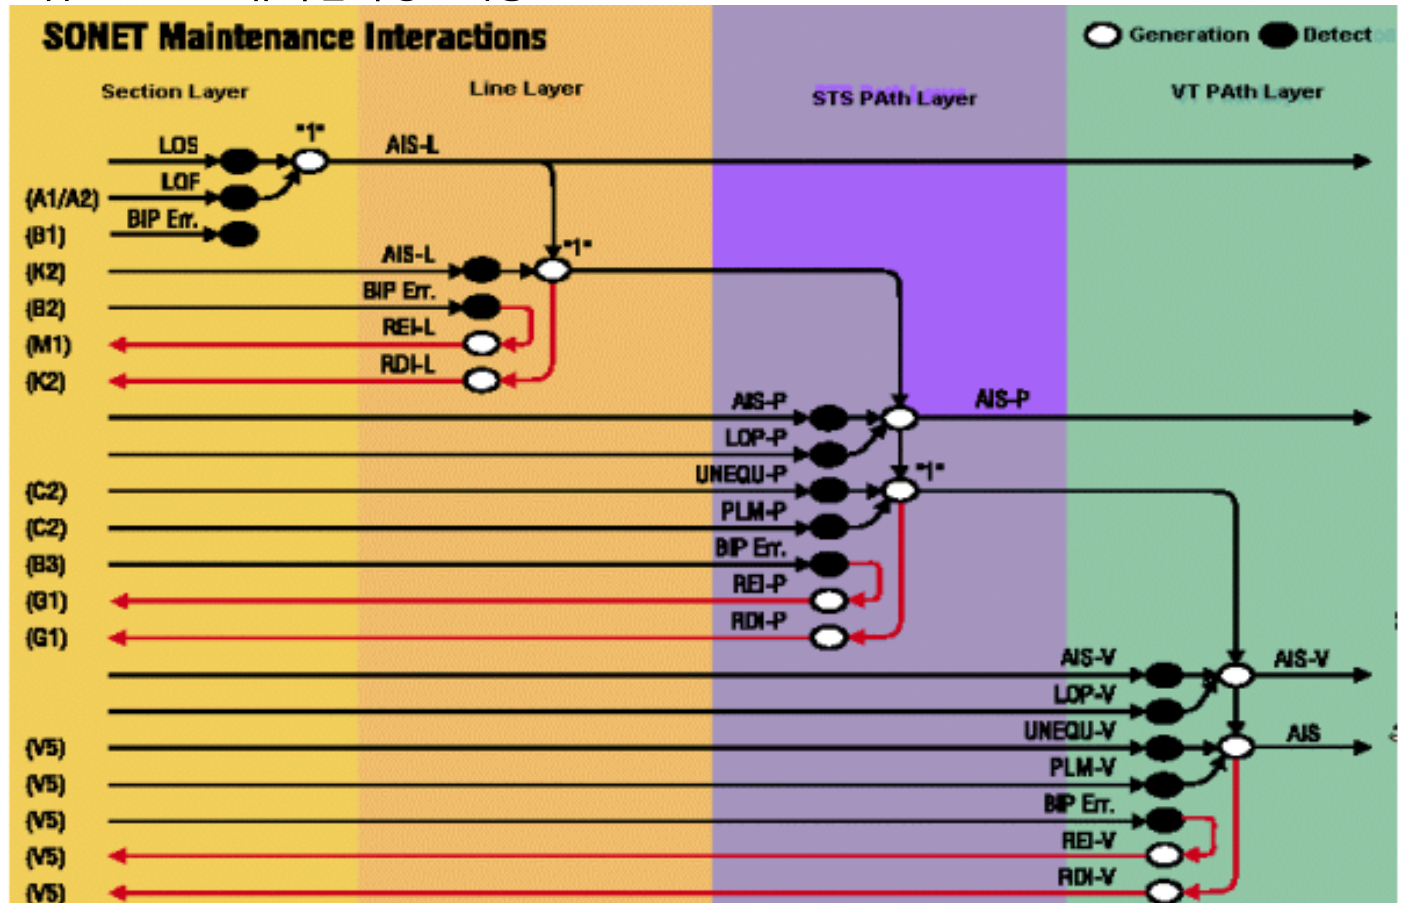 SONET Maintenance Interactions
Generation Detect
Section Layer Line Layer STS PAth Layer VT PAth Layer
"1"
LOS AIS-L
LOF
(A1/A2)
BIP Err.
(B1)
AIS-L "1"
(K2)
BIP Err.
(B2)
REI-L
(M1)
RDI-L
(K2)
AIS-P AIS-P
LOP-P
UNEQU-P "1"
(C2)
PLM-P
(C2)
BIP Err.
(B3)
REI-P
(G1)
RDI-P
(G1)
AIS-V AIS-V
LOP-V
UNEQU-V AIS
(V5)
PLM-V
(V5)
BIP Err.
(V5)
REI-V
(V5)
RDI-V
(V5)